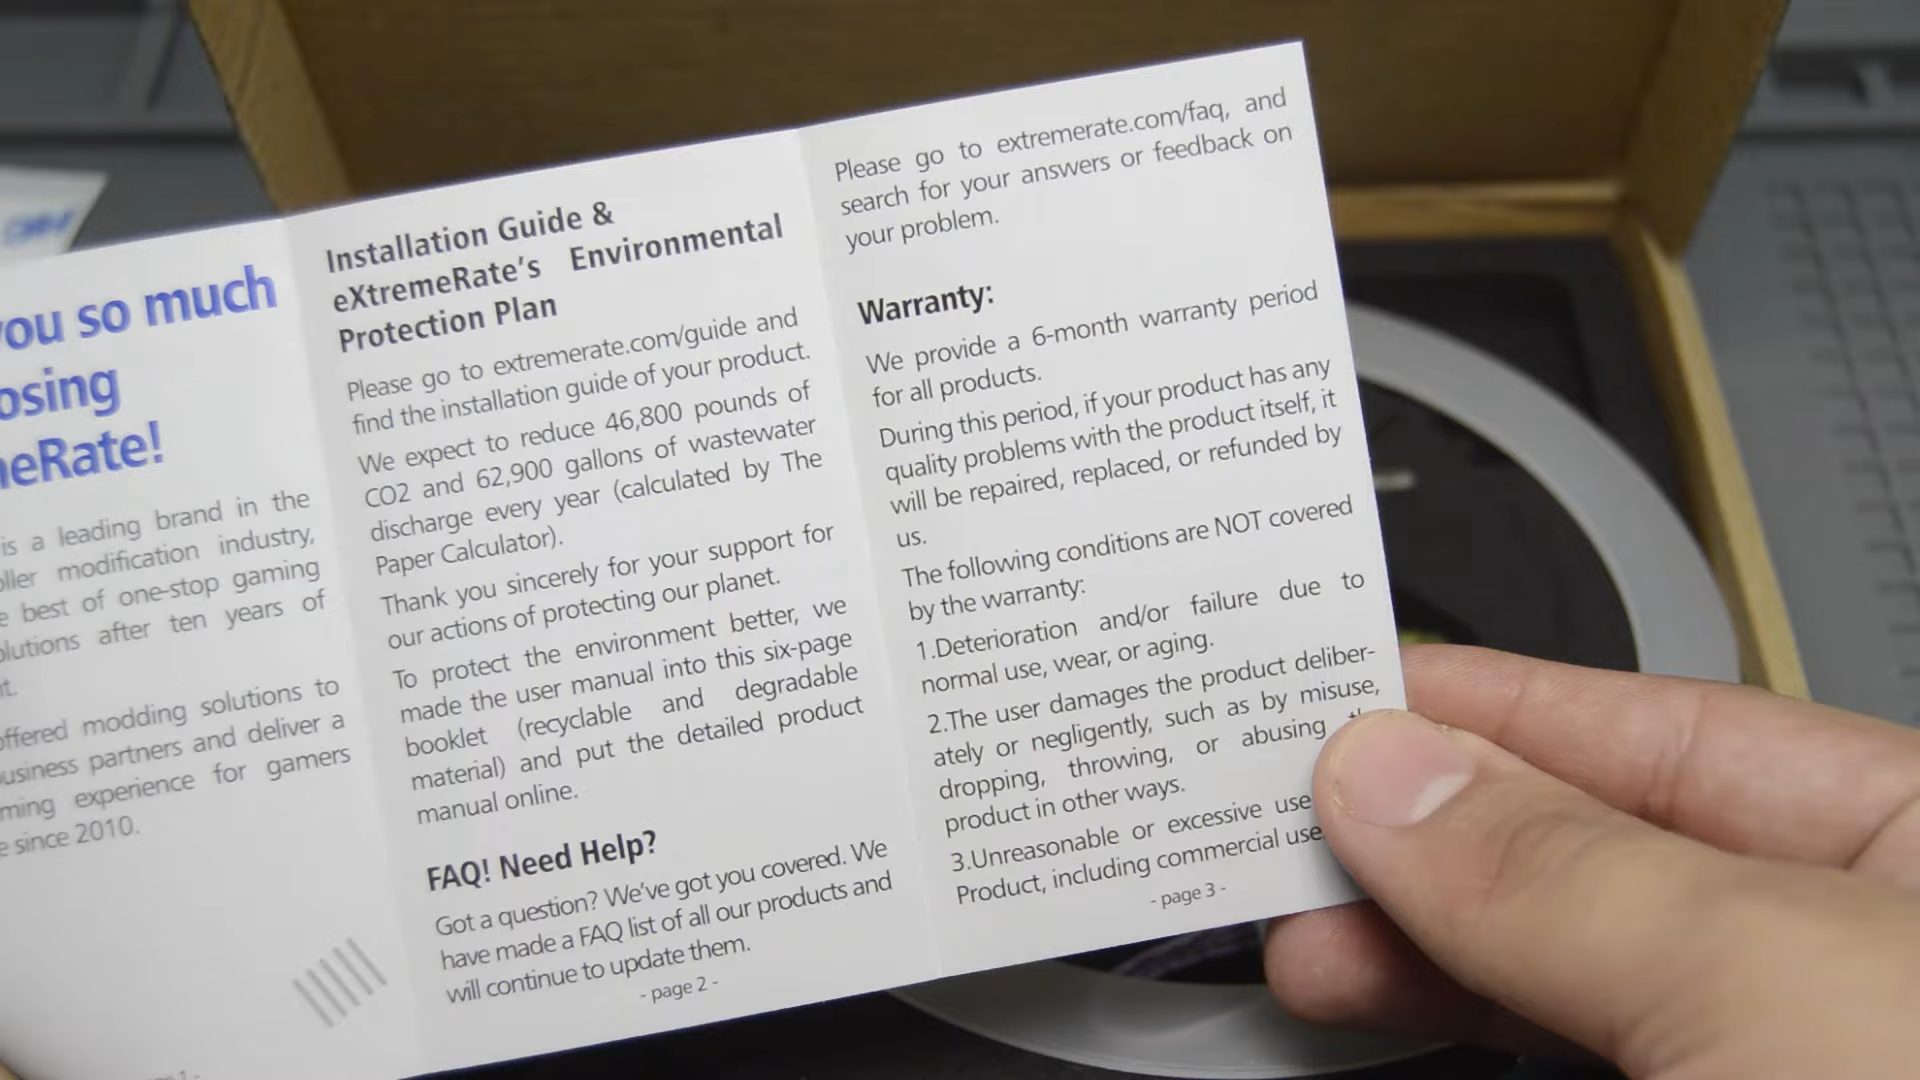 you so much
osing
meRate!
is a leading brand in the
oller modification industry,
e best of one-stop gaming
olutions after ten years of
t.
offered modding solutions to
business partners and deliver a
ming experience for gamers
e since 2010.
Installation Guide &
eXtremeRate's Environmental
Protection Plan
Please go to extremerate.com/guide and
find the installation guide of your product.
We expect to reduce 46,800 pounds of
CO2 and 62,900 gallons of wastewater
discharge every year (calculated by The
Paper Calculator).
Thank you sincerely for your support for
our actions of protecting our planet.
To protect the environment better, we
made the user manual into this six-page
booklet (recyclable and degradable
material) and put the detailed product
manual online.
FAQ! Need Help?
Got a question? We've got you covered. We
have made a FAQ list of all our products and
will continue to update them.
- page 2 -
Please go to extremerate.com/faq, and
search for your answers or feedback on
your problem.
Warranty:
We provide a 6-month warranty period
for all products.
During this period, if your product has any
quality problems with the product itself, it
will be repaired, replaced, or refunded by
us.
The following conditions are NOT covered
by the warranty:
1.Deterioration and/or failure due to
normal use, wear, or aging.
2.The user damages the product deliber-
ately or negligently, such as by misuse,
dropping, throwing, or abusing
product in other ways.
3.Unreasonable or excessive use
Product, including commercial use.
- page 3 -